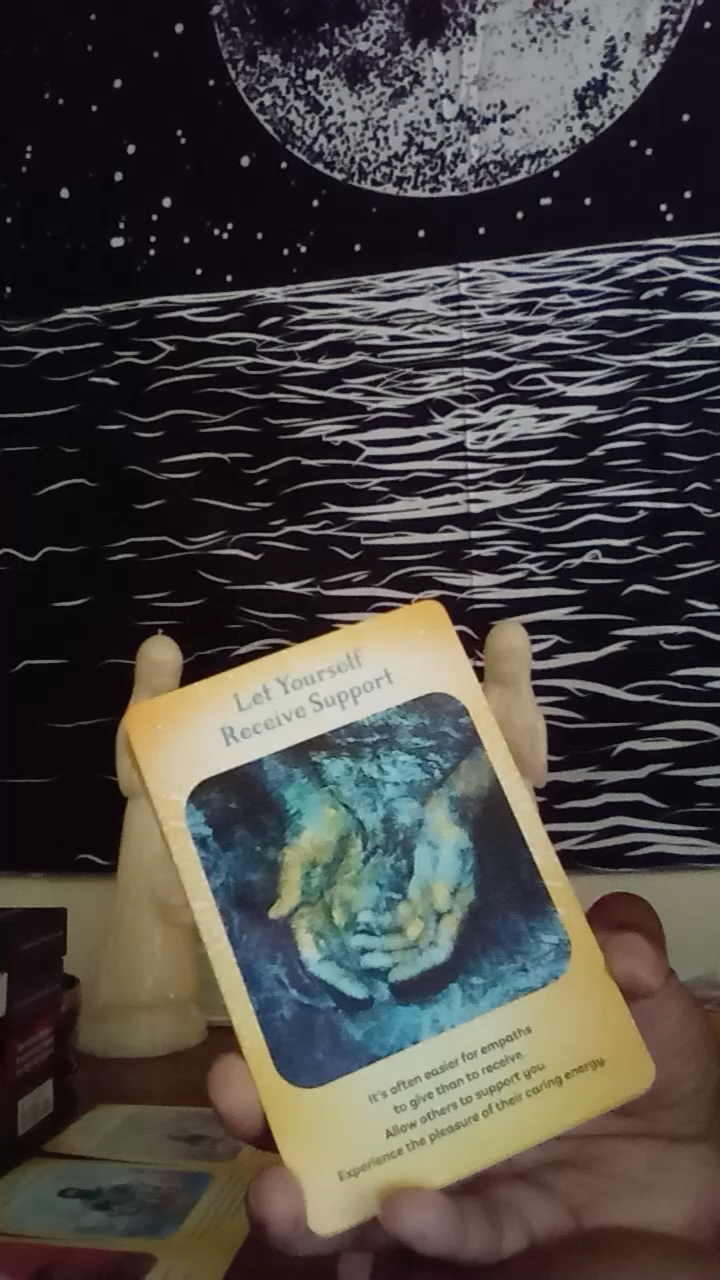 Let Yourself
Receive Support
It's often easier for empaths
to give than to receive.
Allow others to support you.
Experience the pleasure of their caring energy.